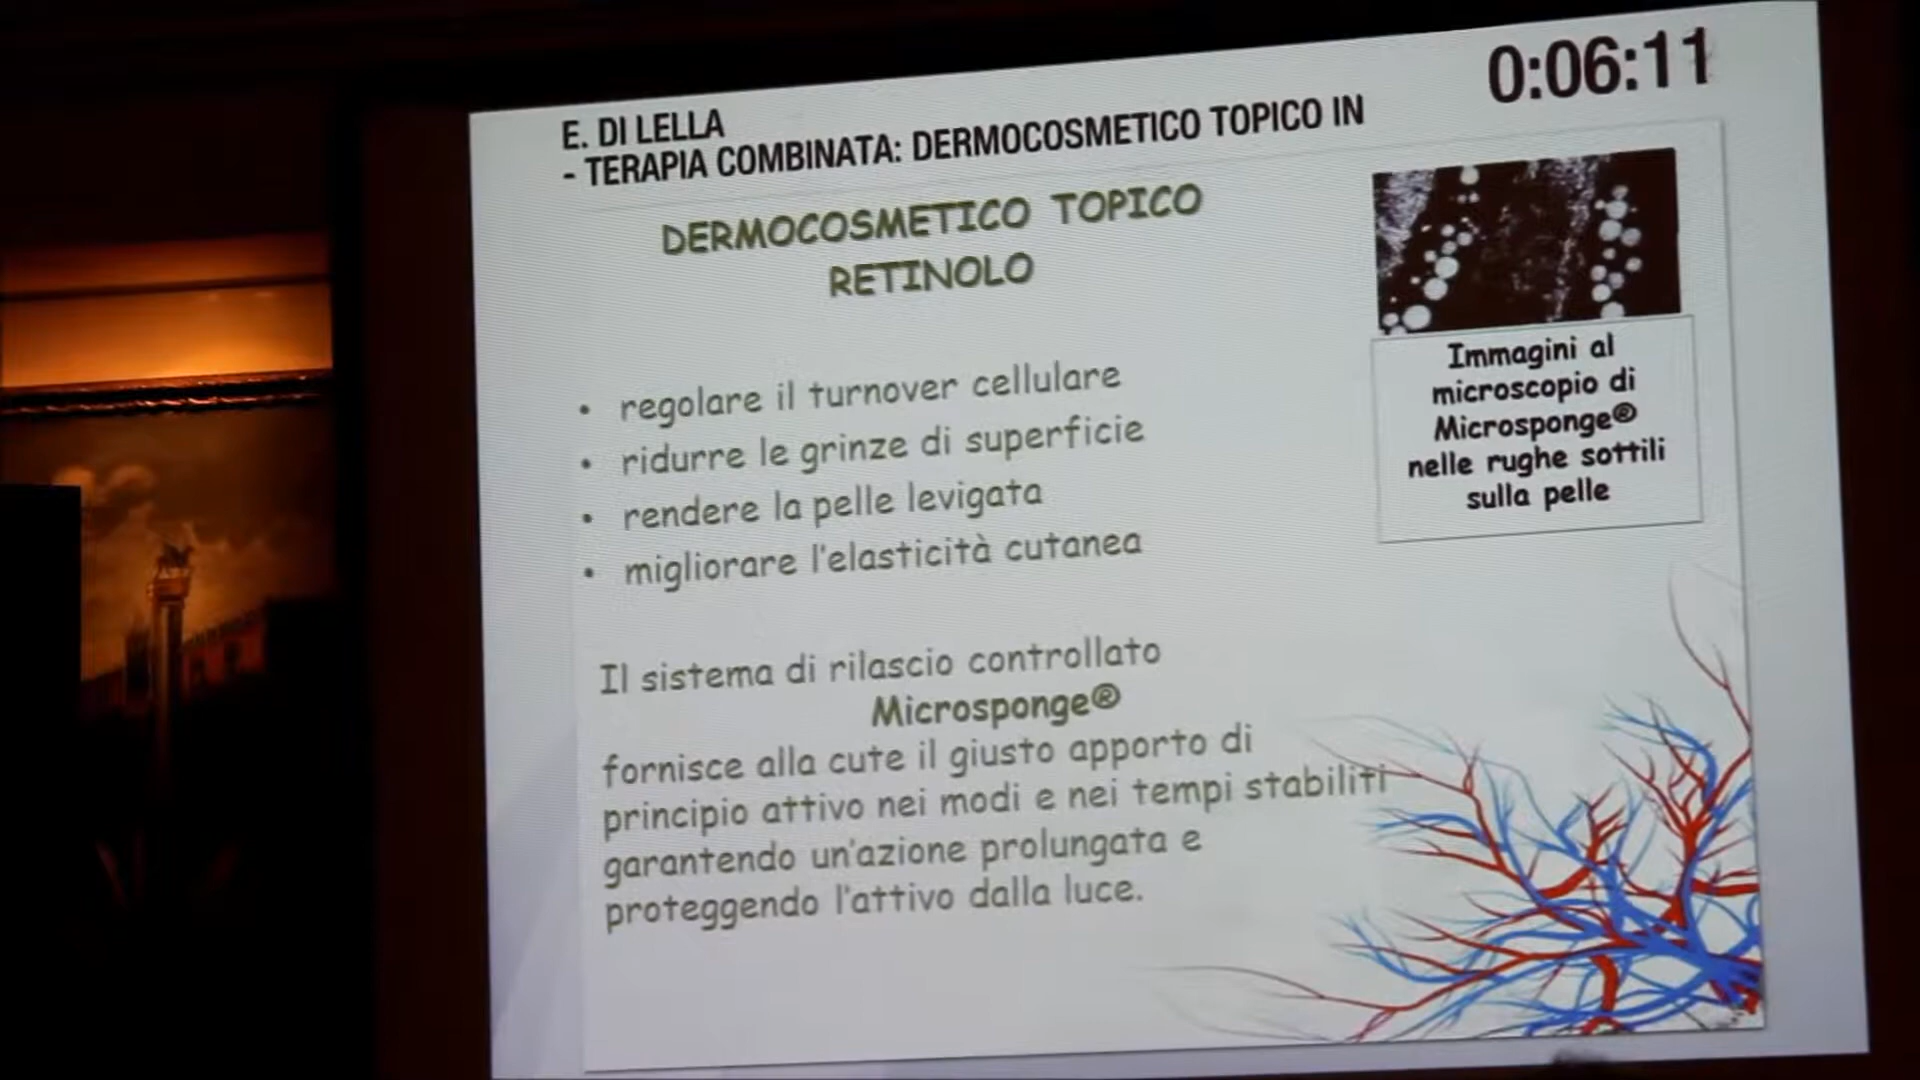 0:06:11
E. DI LELLA
- TERAPIA COMBINATA: DERMOCOSMETICO TOPICO IN
DERMOCOSMETICO TOPICO
RETINOLO
• regolare il turnover cellulare
• ridurre le grinze di superficie
• rendere la pelle levigata
• migliorare l'elasticità cutanea
Il sistema di rilascio controllato
Microsponge®
fornisce alla cute il giusto apporto di
principio attivo nei modi e nei tempi stabiliti
garantendo un'azione prolungata e
proteggendo l'attivo dalla luce.
Immagini al
microscopio di
Microsponge®
nelle rughe sottili
sulla pelle